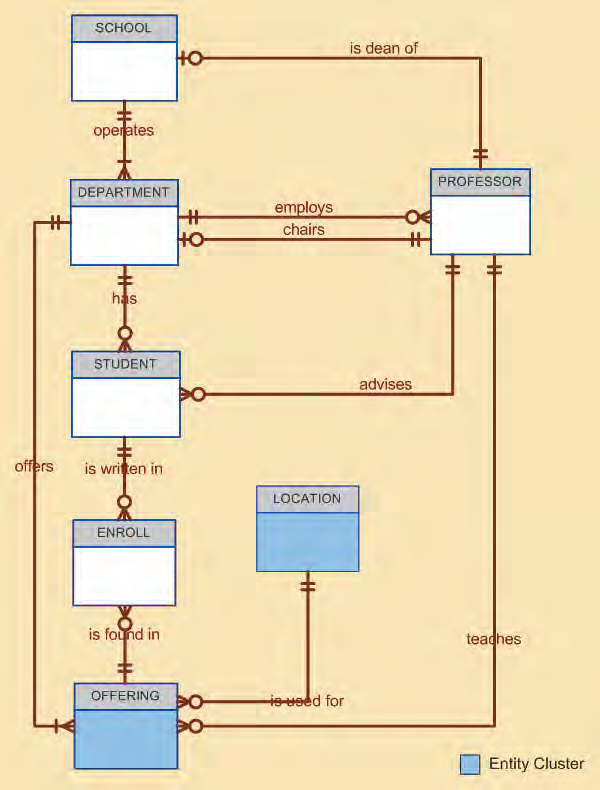 SCHOOL
is dean of
operates
DEPARTMENT
PROFESSOR
employs
chairs
has
STUDENT
advises
offers
is written in
LOCATION
ENROLL
is found in
teaches
OFFERING
is used for
Entity Cluster